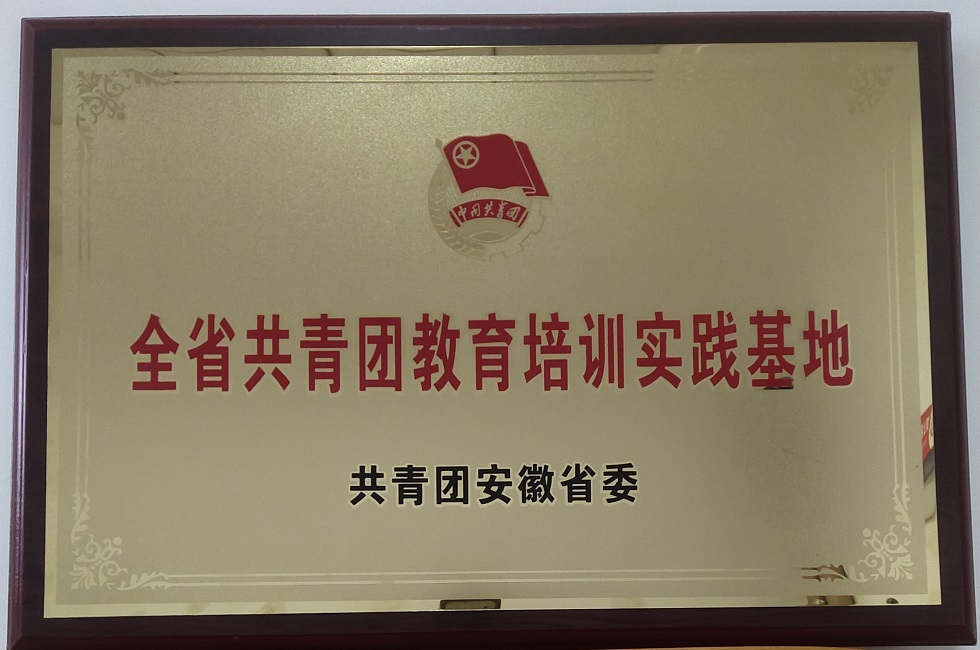 中国共青团
全省共青团教育培训实践基地
共青团安徽省委